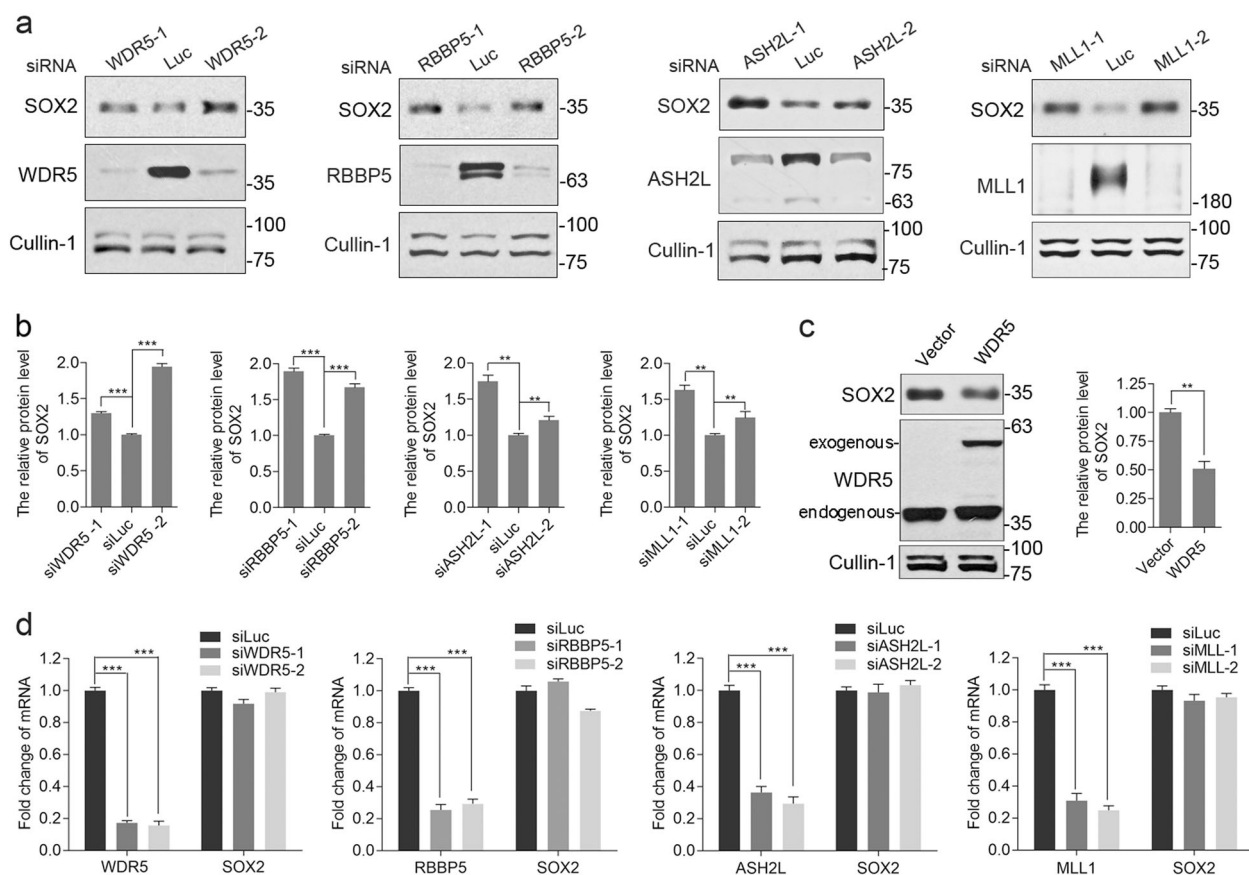 a
siRNA WDR5-1 Luc WDR5-2
SOX2 -35
WDR5 -35
Cullin-1 -100
-75
siRNA RBBP5-1 Luc RBBP5-2
SOX2 -35
RBBP5 -63
Cullin-1 -100
-75
siRNA ASH2L-1 Luc ASH2L-2
SOX2 -35
ASH2L -75
-63
Cullin-1 -100
-75
siRNA MLL1-1 Luc MLL1-2
SOX2 -35
MLL1 -180
Cullin-1 -100
-75
b
The relative protein level
of SOX2
2.0
1.5
1.0
0.5
0.0
*** ***
siWDR5 -1 siLuc siWDR5 -2
The relative protein level
of SOX2
2.0
1.5
1.0
0.5
0.0
*** ***
siRBBP5-1 siLuc siRBBP5-2
The relative protein level
of SOX2
2.0
1.5
1.0
0.5
0.0
** **
siASH2L-1 siLuc siASH2L-2
The relative protein level
of SOX2
2.0
1.5
1.0
0.5
0.0
** **
siMLL1-1 siLuc siMLL1-2
c
Vector WDR5
SOX2 -35
-63
exogenous-
WDR5
endogenous-
-35
Cullin-1 -100
-75
The relative protein level
of SOX2
1.25
1.00
0.75
0.50
0.25
0.00
**
Vector WDR5
d
siLuc
siWDR5-1
siWDR5-2
Fold change of mRNA
1.2
1.0
0.8
0.6
0.4
0.2
0.0
*** ***
WDR5 SOX2
siLuc
siRBBP5-1
siRBBP5-2
Fold change of mRNA
1.2
1.0
0.8
0.6
0.4
0.2
0.0
*** ***
RBBP5 SOX2
siLuc
siASH2L-1
siASH2L-2
Fold change of mRNA
1.2
1.0
0.8
0.6
0.4
0.2
0.0
*** ***
ASH2L SOX2
siLuc
siMLL-1
siMLL-2
Fold change of mRNA
1.2
1.0
0.8
0.6
0.4
0.2
0.0
*** ***
MLL1 SOX2